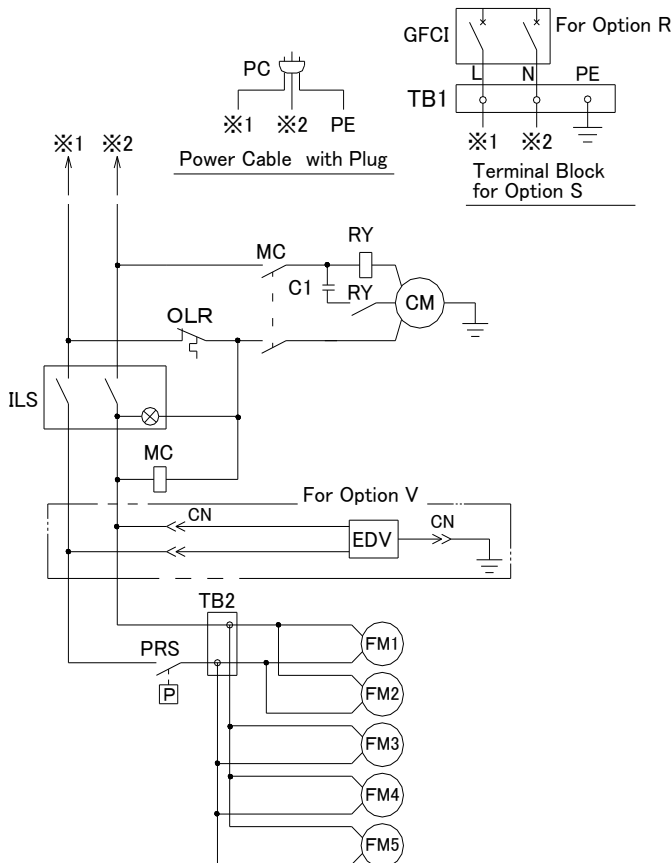 GFCI
For Option R
PC
L N PE
TB1
※1 ※2 PE
※1 ※2
Power Cable with Plug
Terminal Block
for Option S
※1 ※2
MC
RY
C1
RY
CM
OLR
ILS
MC
For Option V
CN
EDV
CN
TB2
FM1
PRS
P
FM2
FM3
FM4
FM5